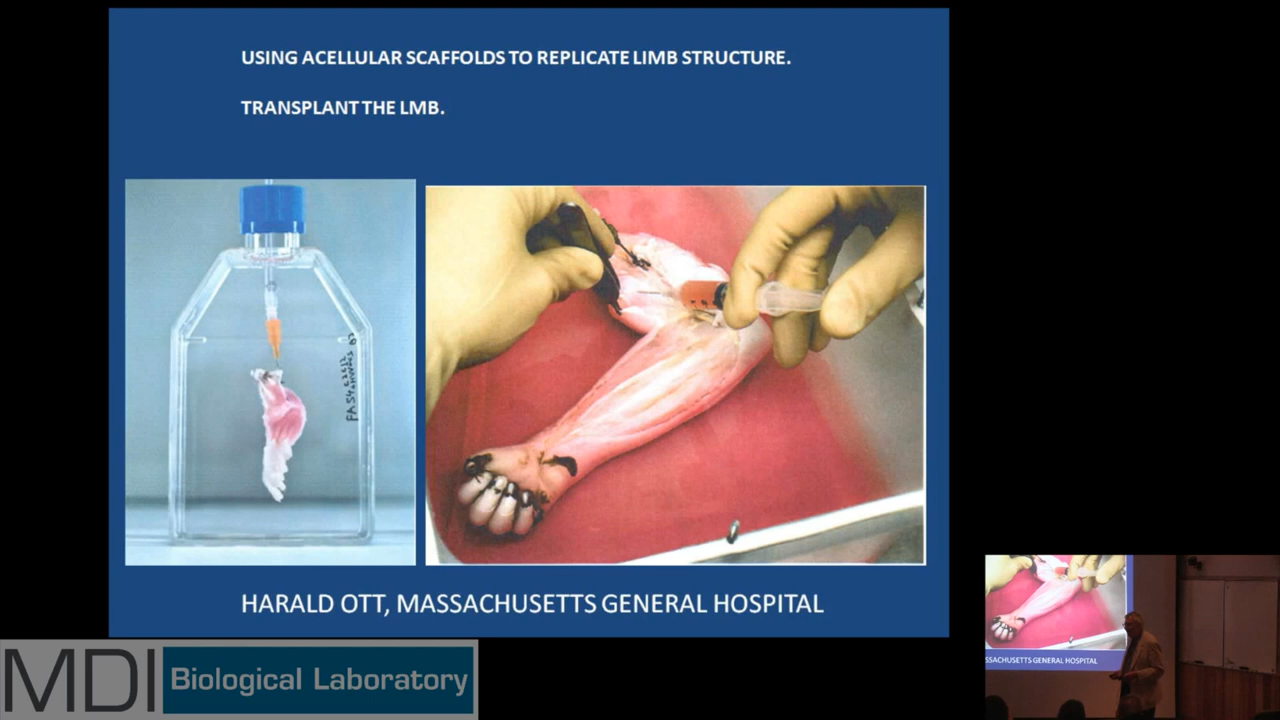 USING ACELLULAR SCAFFOLDS TO REPLICATE LIMB STRUCTURE.
TRANSPLANT THE LMB.
HARALD OTT, MASSACHUSETTS GENERAL HOSPITAL
MDI Biological Laboratory
SSACHUSETTS GENERAL HOSPITAL